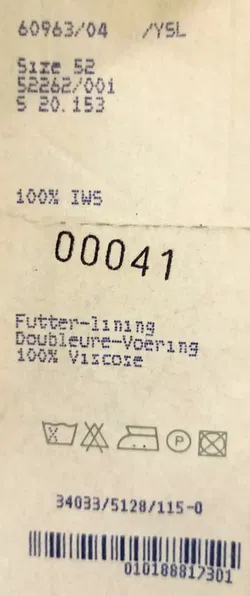 60963/04 /YSL
Size 52
52262/001
S 20.153
100% IWS
00041
Futter-lining
Doubleure-Voering
100% Viscose
P
34033/5128/115-0
010188817301